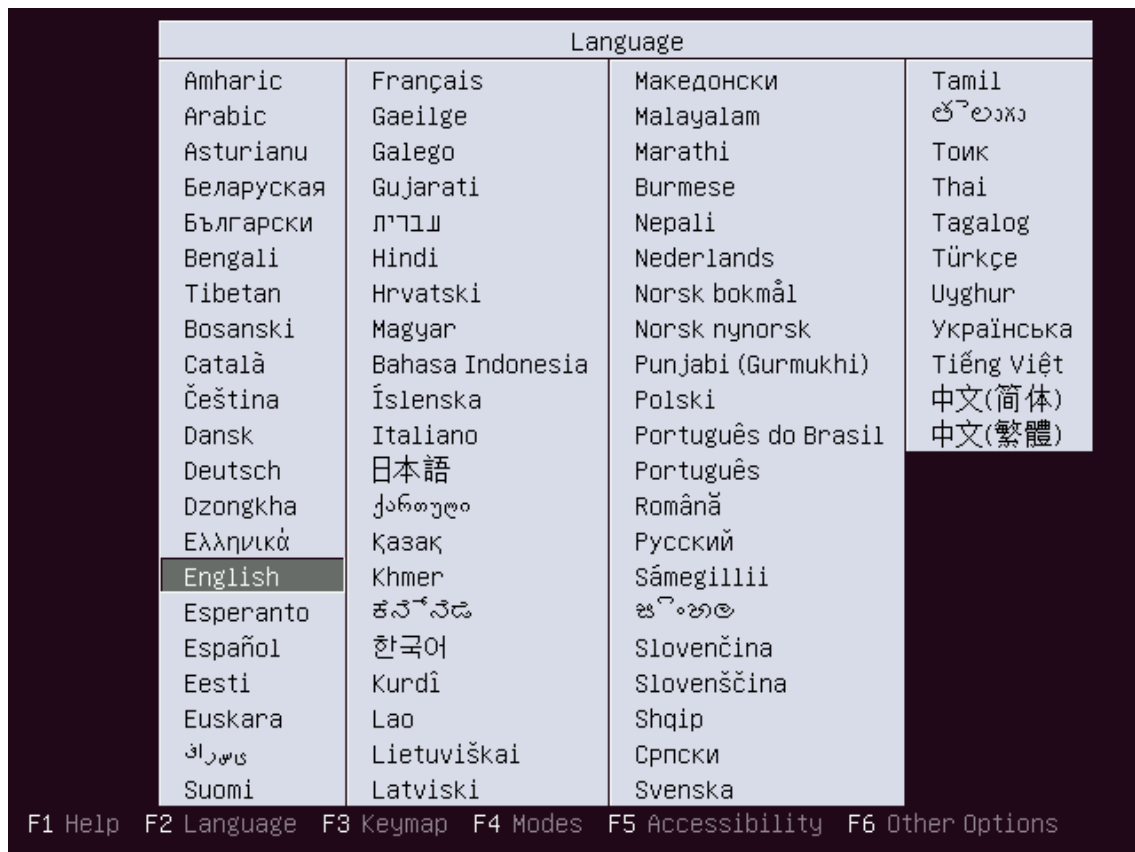 Language
Amharic
Arabic
Asturianu
Беларуская
Български
Bengali
Tibetan
Bosanski
Català
Čeština
Dansk
Deutsch
Dzongkha
Ελληνικά
English
Esperanto
Español
Eesti
Euskara
فارسی
Suomi
Français
Gaeilge
Galego
Gujarati
עברית
Hindi
Hrvatski
Magyar
Bahasa Indonesia
Íslenska
Italiano
日本語
ქართული
Қазақ
Khmer
ಕನ್ನಡ
한국어
Kurdî
Lao
Lietuviškai
Latviski
Македонски
Malayalam
Marathi
Burmese
Nepali
Nederlands
Norsk bokmål
Norsk nynorsk
Punjabi (Gurmukhi)
Polski
Português do Brasil
Português
Română
Русский
Sámegillii
සිංහල
Slovenčina
Slovenščina
Shqip
Српски
Svenska
Tamil
తెలుగు
Тоик
Thai
Tagalog
Türkçe
Uyghur
Українська
Tiếng Việt
中文(简体)
中文(繁體)
F1 Help F2 Language F3 Keymap F4 Modes F5 Accessibility F6 Other Options